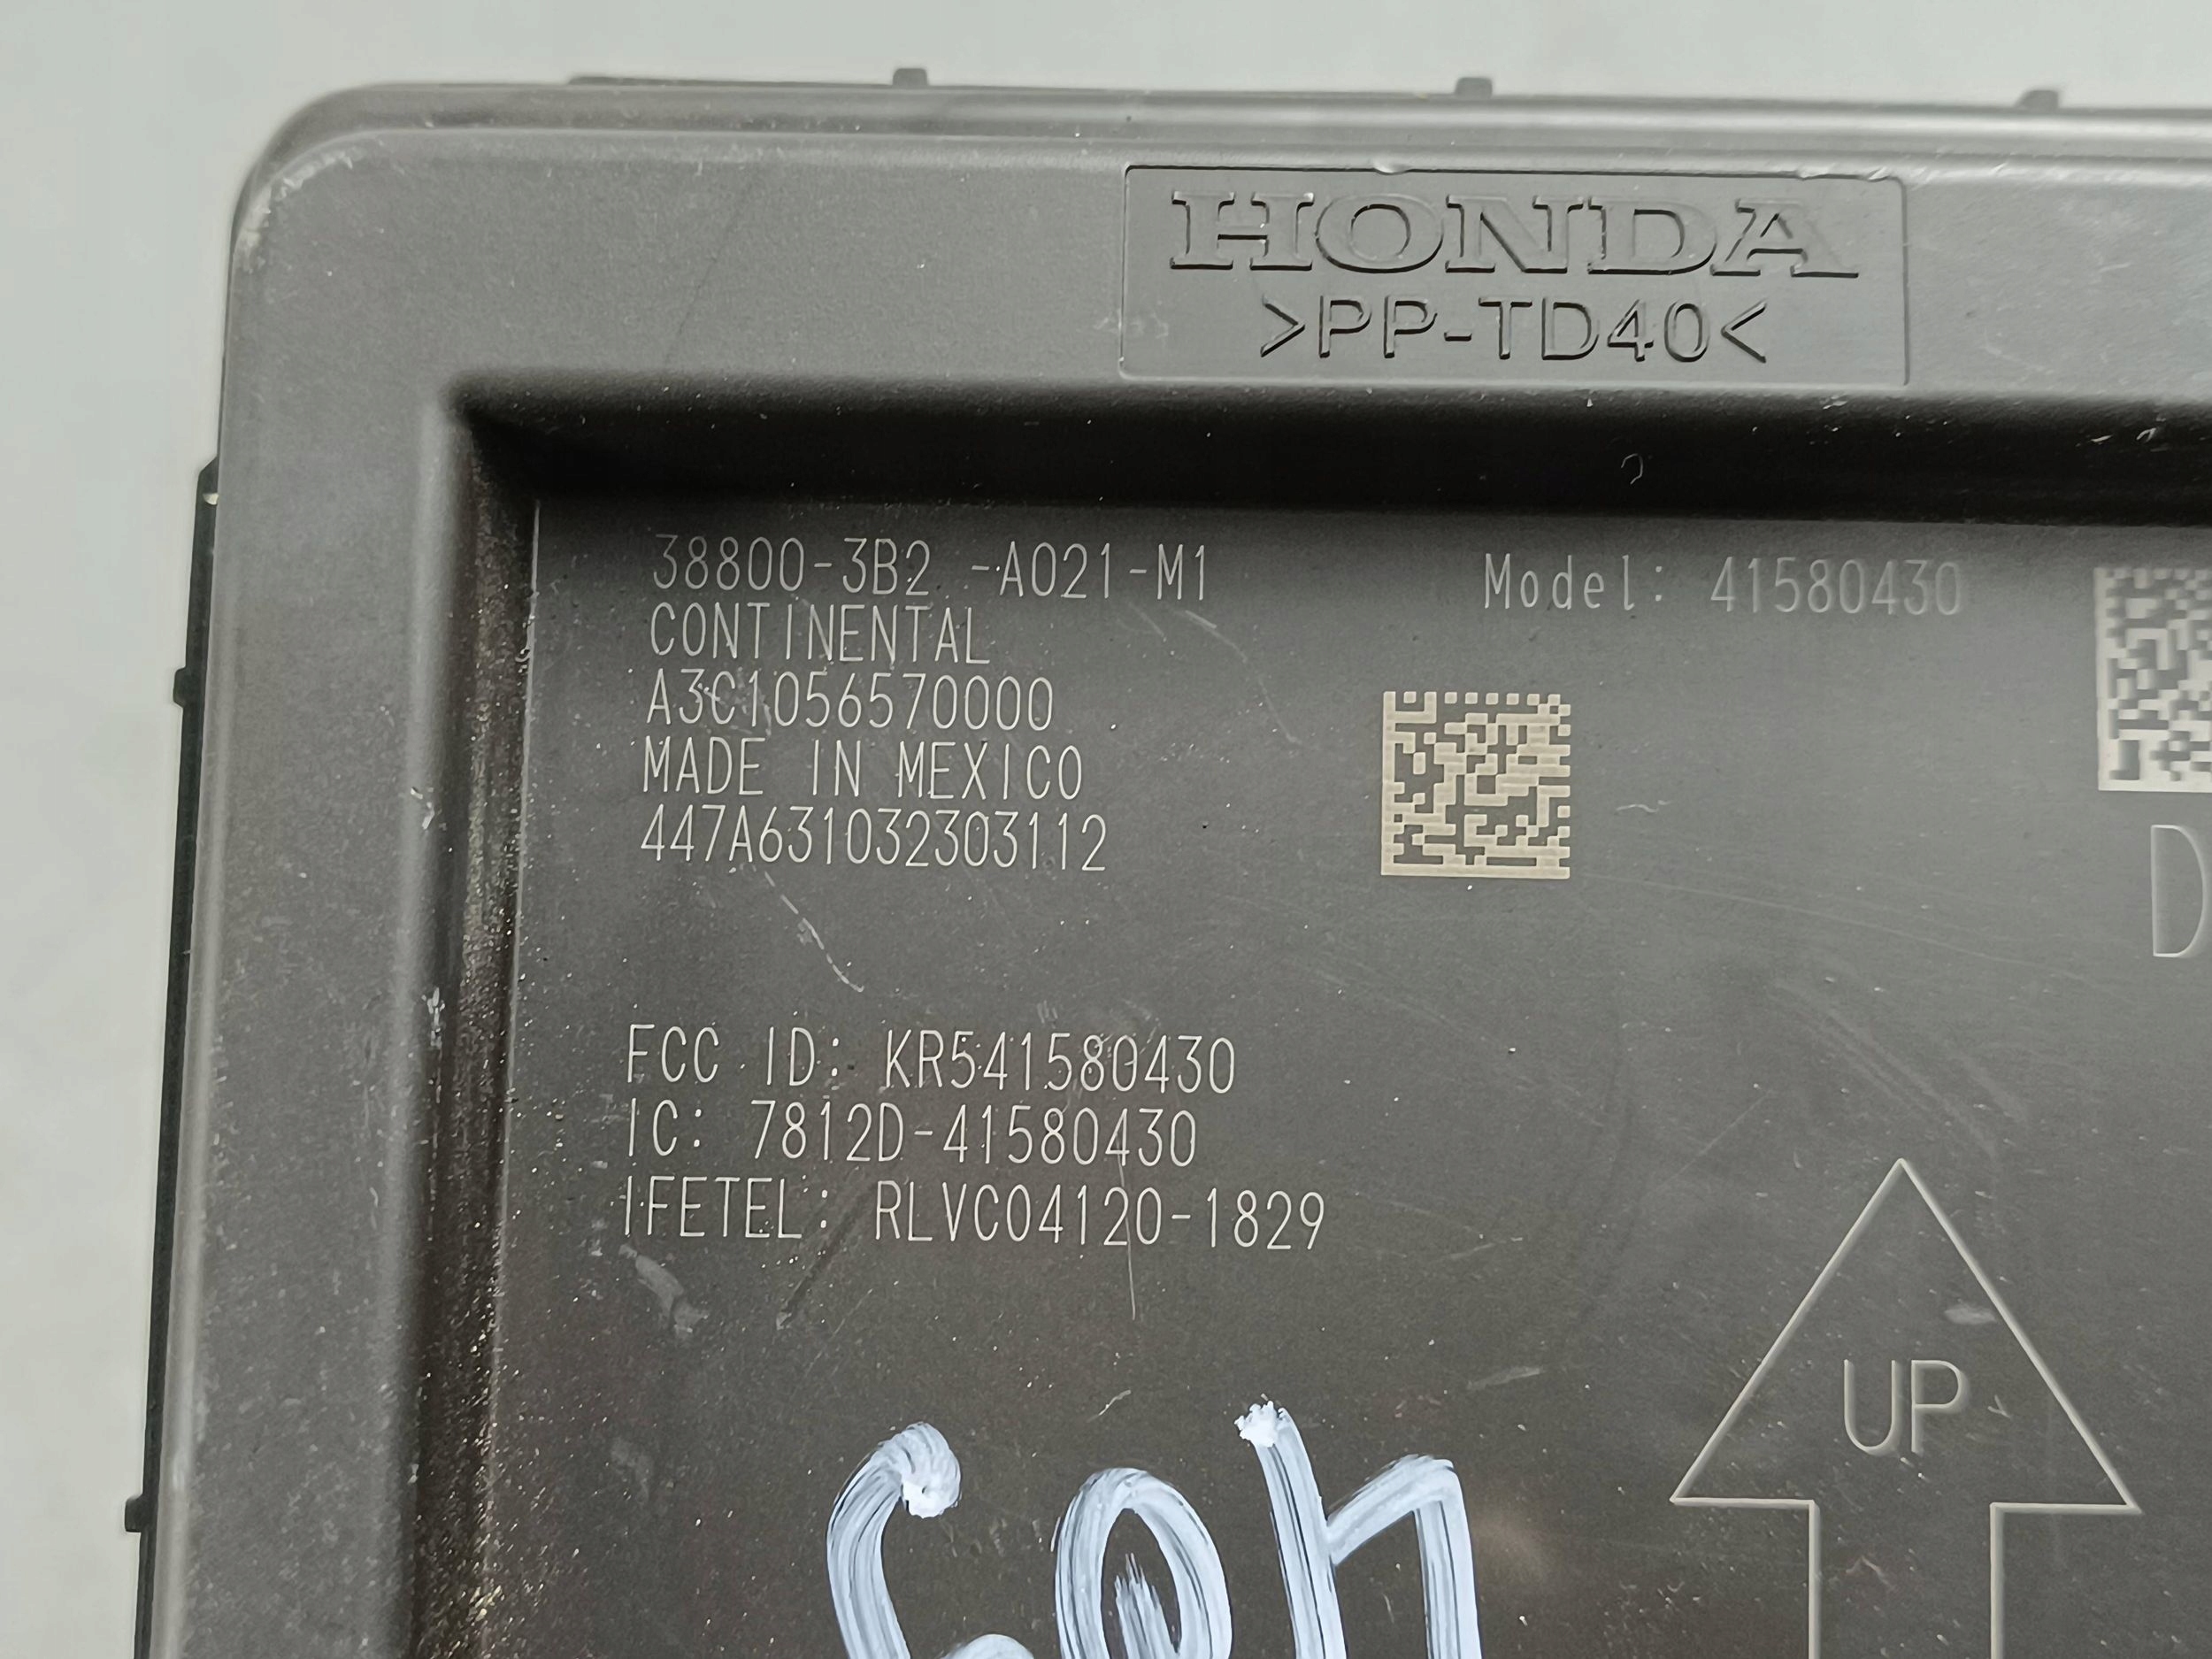 HONDA
>PP-TD40<
38800-3B2 -A021-M1
Model: 41580430
CONTINENTAL
A3C1056570000
MADE IN MEXICO
447A631032303112
D
FCC ID: KR541580430
IC: 7812D-41580430
IFETEL: RLVC04120-1829
UP